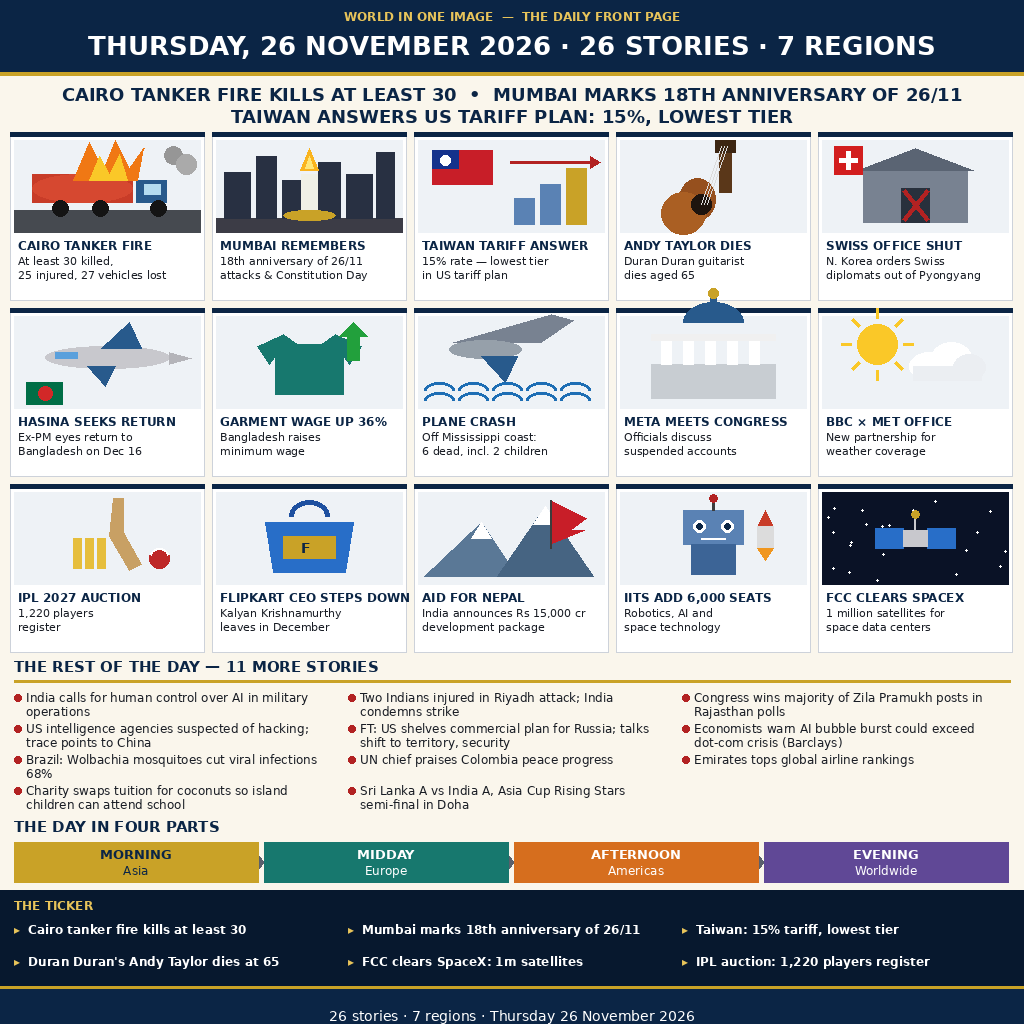 WORLD IN ONE IMAGE — THE DAILY FRONT PAGE
THURSDAY, 26 NOVEMBER 2026 · 26 STORIES · 7 REGIONS
CAIRO TANKER FIRE KILLS AT LEAST 30 • MUMBAI MARKS 18TH ANNIVERSARY OF 26/11
TAIWAN ANSWERS US TARIFF PLAN: 15%, LOWEST TIER
CAIRO TANKER FIRE
At least 30 killed,
25 injured, 27 vehicles lost
MUMBAI REMEMBERS
18th anniversary of 26/11
attacks & Constitution Day
TAIWAN TARIFF ANSWER
15% rate — lowest tier
in US tariff plan
ANDY TAYLOR DIES
Duran Duran guitarist
dies aged 65
SWISS OFFICE SHUT
N. Korea orders Swiss
diplomats out of Pyongyang
HASINA SEEKS RETURN
Ex-PM eyes return to
Bangladesh on Dec 16
GARMENT WAGE UP 36%
Bangladesh raises
minimum wage
PLANE CRASH
Off Mississippi coast:
6 dead, incl. 2 children
META MEETS CONGRESS
Officials discuss
suspended accounts
BBC × MET OFFICE
New partnership for
weather coverage
IPL 2027 AUCTION
1,220 players
register
F
FLIPKART CEO STEPS DOWN
Kalyan Krishnamurthy
leaves in December
AID FOR NEPAL
India announces Rs 15,000 cr
development package
IITS ADD 6,000 SEATS
Robotics, AI and
space technology
FCC CLEARS SPACEX
1 million satellites for
space data centers
THE REST OF THE DAY — 11 MORE STORIES
India calls for human control over AI in military
operations
US intelligence agencies suspected of hacking;
trace points to China
Brazil: Wolbachia mosquitoes cut viral infections
68%
Charity swaps tuition for coconuts so island
children can attend school
Two Indians injured in Riyadh attack; India
condemns strike
FT: US shelves commercial plan for Russia; talks
shift to territory, security
UN chief praises Colombia peace progress
Sri Lanka A vs India A, Asia Cup Rising Stars
semi-final in Doha
Congress wins majority of Zila Pramukh posts in
Rajasthan polls
Economists warn AI bubble burst could exceed
dot-com crisis (Barclays)
Emirates tops global airline rankings
THE DAY IN FOUR PARTS
MORNING
Asia
MIDDAY
Europe
AFTERNOON
Americas
EVENING
Worldwide
THE TICKER
▸ Cairo tanker fire kills at least 30
▸ Mumbai marks 18th anniversary of 26/11
▸ Taiwan: 15% tariff, lowest tier
▸ Duran Duran's Andy Taylor dies at 65
▸ FCC clears SpaceX: 1m satellites
▸ IPL auction: 1,220 players register
26 stories · 7 regions · Thursday 26 November 2026